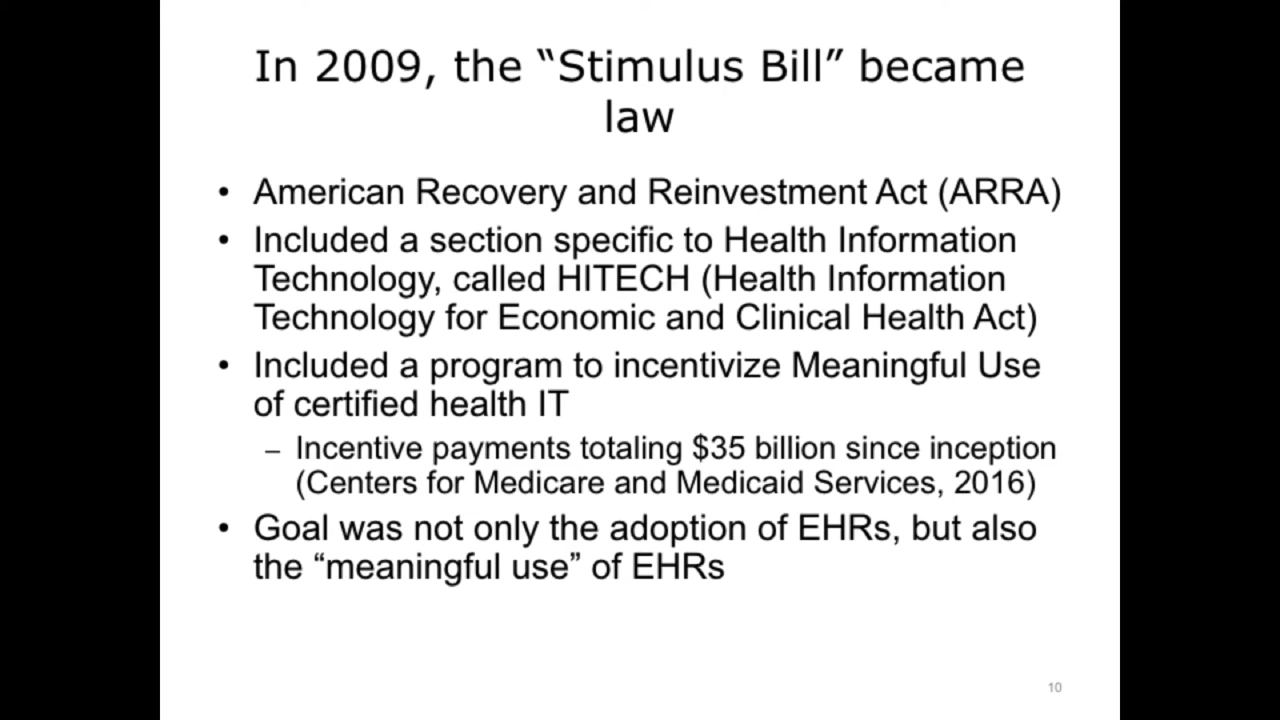 In 2009, the “Stimulus Bill” became
law
• American Recovery and Reinvestment Act (ARRA)
• Included a section specific to Health Information
Technology, called HITECH (Health Information
Technology for Economic and Clinical Health Act)
• Included a program to incentivize Meaningful Use
of certified health IT
– Incentive payments totaling $35 billion since inception
(Centers for Medicare and Medicaid Services, 2016)
• Goal was not only the adoption of EHRs, but also
the “meaningful use” of EHRs
10